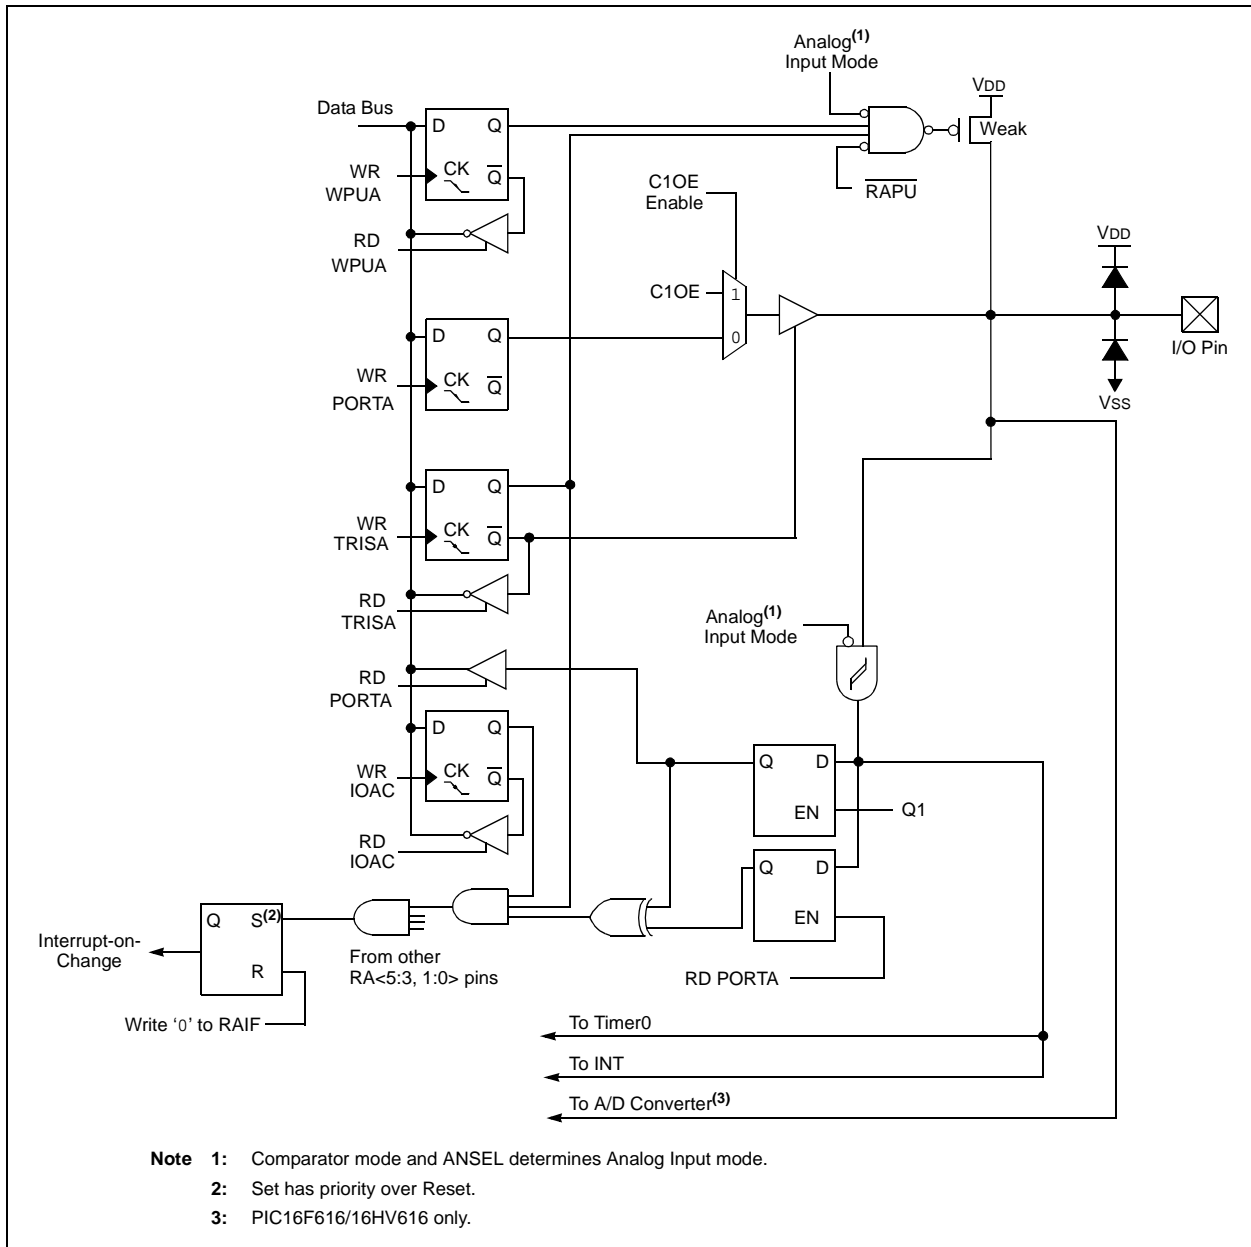 Analog(1)
Input Mode
VDD
Data Bus
D Q
Weak
WR
WPUA
CK Q
RAPU
C1OE
Enable
RD
WPUA
VDD
C1OE
1
D Q
0
I/O Pin
WR
PORTA
CK Q
VSS
D Q
WR
TRISA
CK Q
RD
TRISA
Analog(1)
Input Mode
RD
PORTA
D Q
WR
IOAC
CK Q
Q D
EN
Q1
RD
IOAC
Q D
EN
Q S(2)
R
Interrupt-on-
Change
From other
RA<5:3, 1:0> pins
RD PORTA
Write ‘0’ to RAIF
To Timer0
To INT
To A/D Converter(3)
Note 1: Comparator mode and ANSEL determines Analog Input mode.
2: Set has priority over Reset.
3: PIC16F616/16HV616 only.